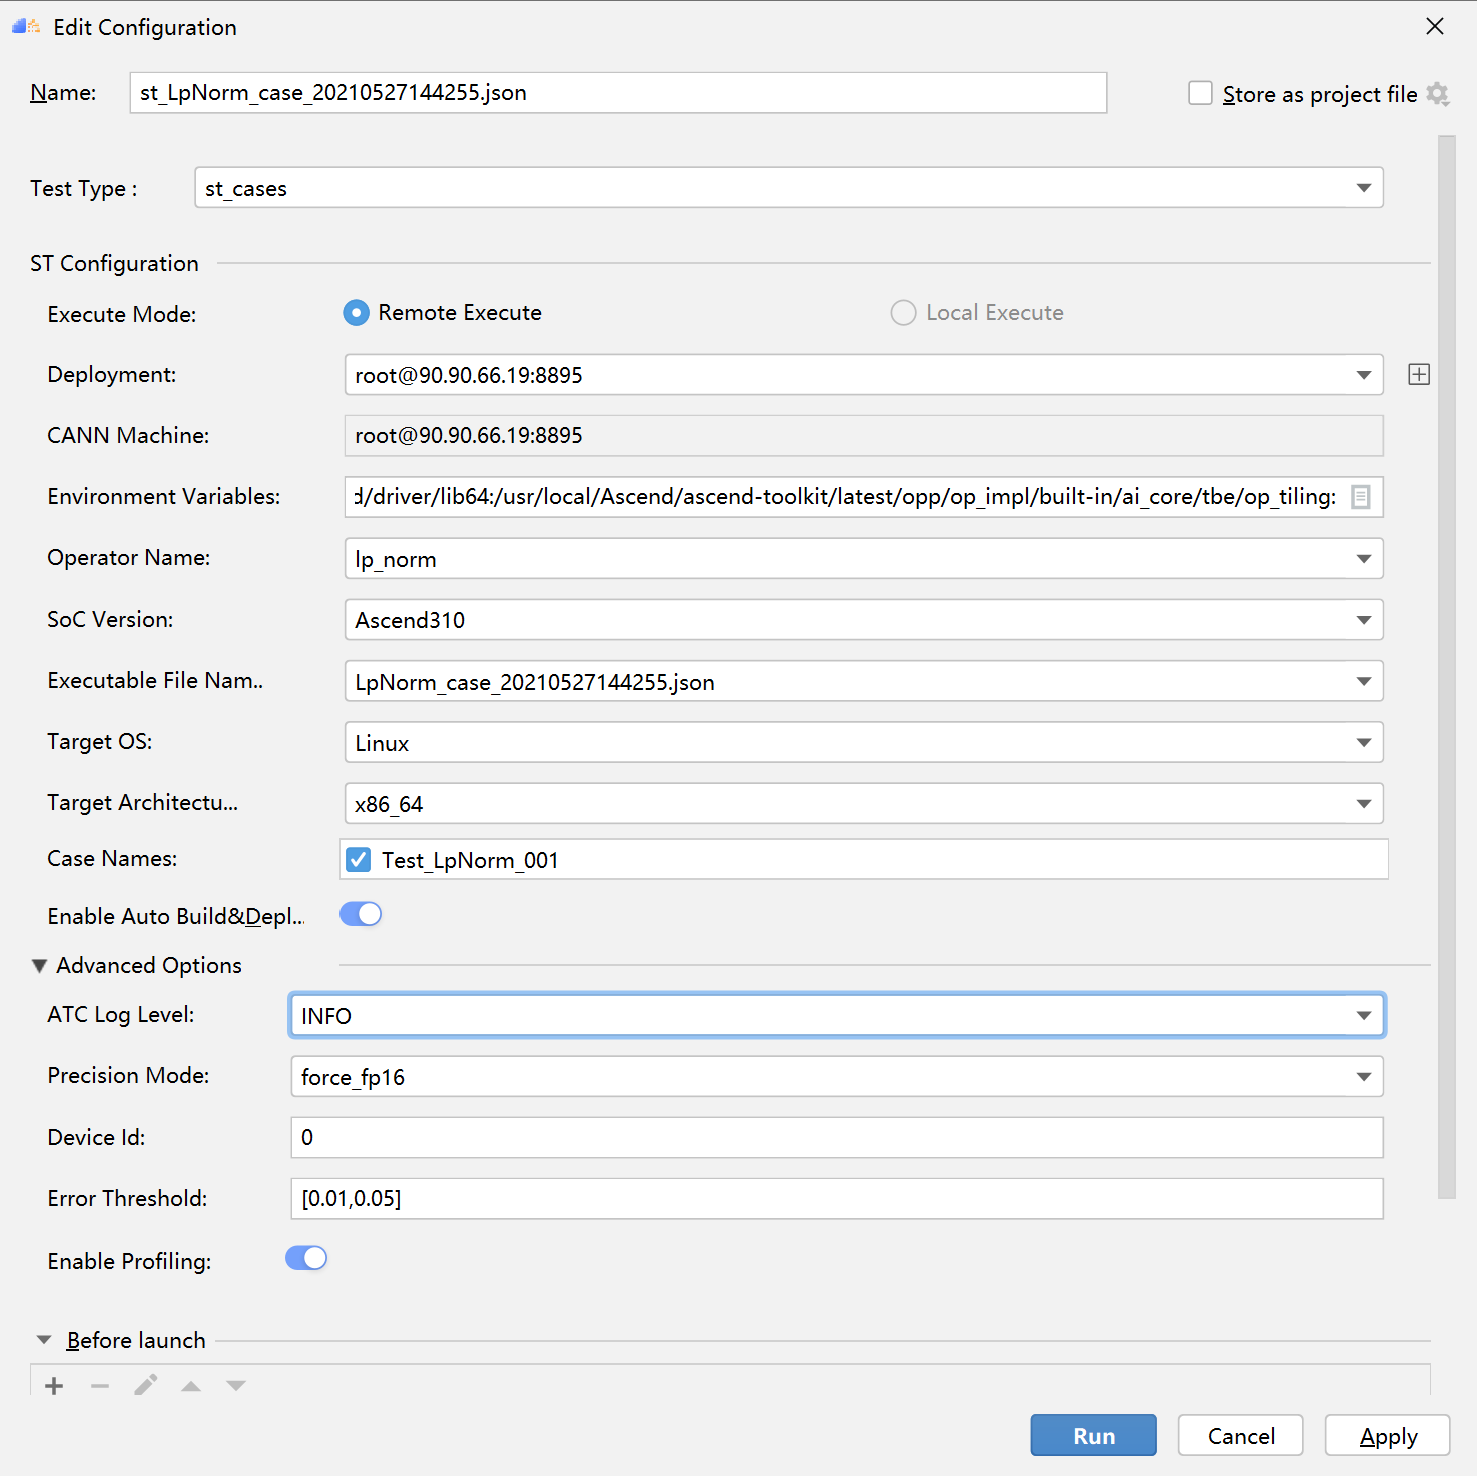 Edit Configuration
Name: st_LpNorm_case_20210527144255.json Store as project file
Test Type : st_cases
ST Configuration
Execute Mode: Remote Execute Local Execute
Deployment: root@90.90.66.19:8895
CANN Machine: root@90.90.66.19:8895
Environment Variables: d/driver/lib64:/usr/local/Ascend/ascend-toolkit/latest/opp/op_impl/built-in/ai_core/tbe/op_tiling:
Operator Name: lp_norm
SoC Version: Ascend310
Executable File Nam.. LpNorm_case_20210527144255.json
Target OS: Linux
Target Architectu... x86_64
Case Names: Test_LpNorm_001
Enable Auto Build&Depl...
Advanced Options
ATC Log Level: INFO
Precision Mode: force_fp16
Device Id: 0
Error Threshold: [0.01,0.05]
Enable Profiling:
Before launch
Run Cancel Apply